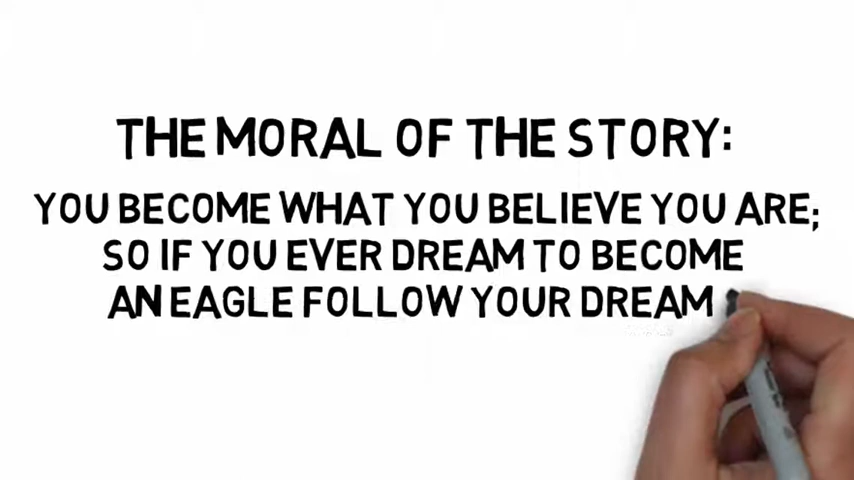 THE MORAL OF THE STORY:
YOU BECOME WHAT YOU BELIEVE YOU ARE;
SO IF YOU EVER DREAM TO BECOME
AN EAGLE FOLLOW YOUR DREAM